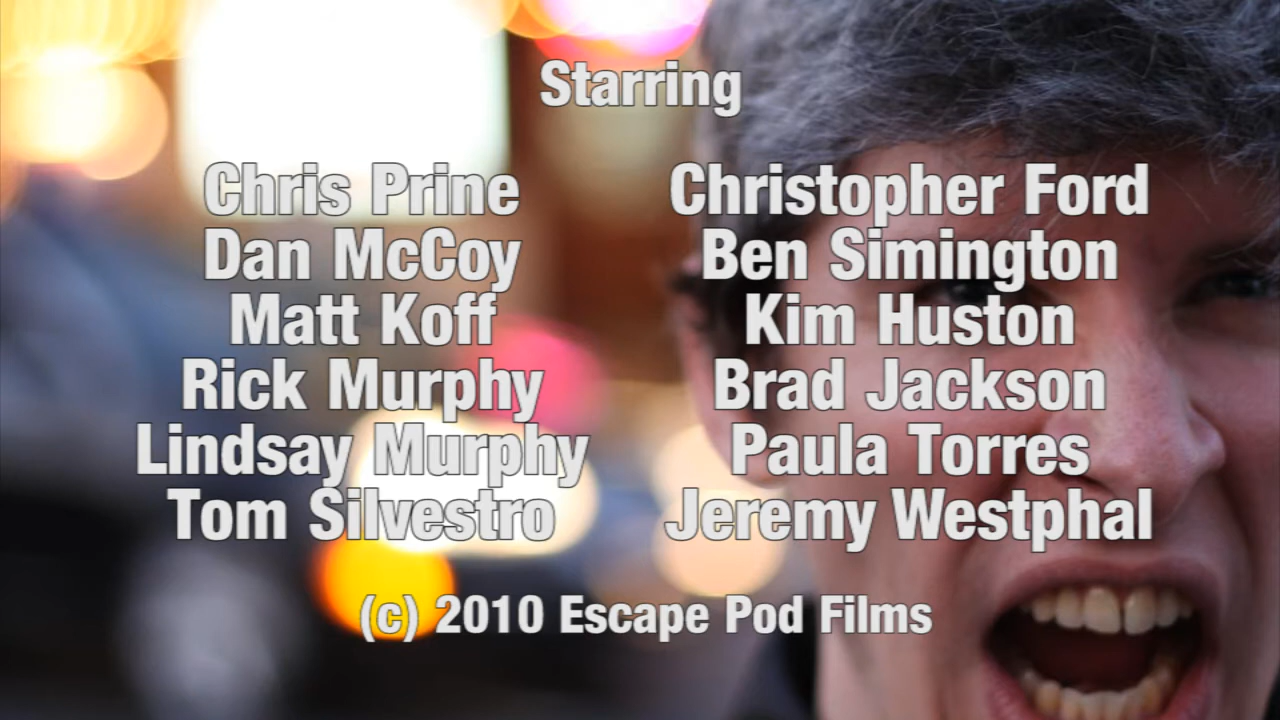 Starring
Chris Prine
Dan McCoy
Matt Koff
Rick Murphy
Lindsay Murphy
Tom Silvestro
Christopher Ford
Ben Simington
Kim Huston
Brad Jackson
Paula Torres
Jeremy Westphal
(c) 2010 Escape Pod Films